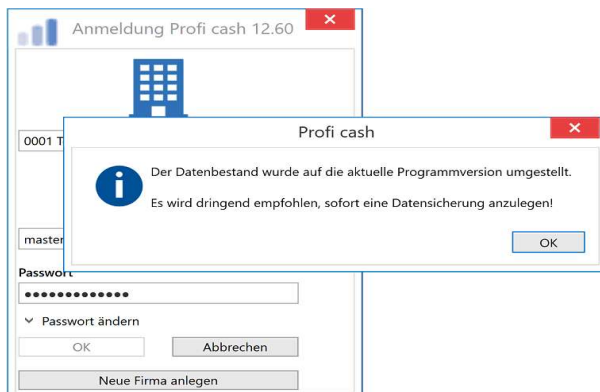 Anmeldung Profi cash 12.60
Profi cash
0001 T
Der Datenbestand wurde auf die aktuelle Programmversion umgestellt.
Es wird dringend empfohlen, sofort eine Datensicherung anzulegen!
master
OK
Passwort
Passwort ändern
OK
Abbrechen
Neue Firma anlegen